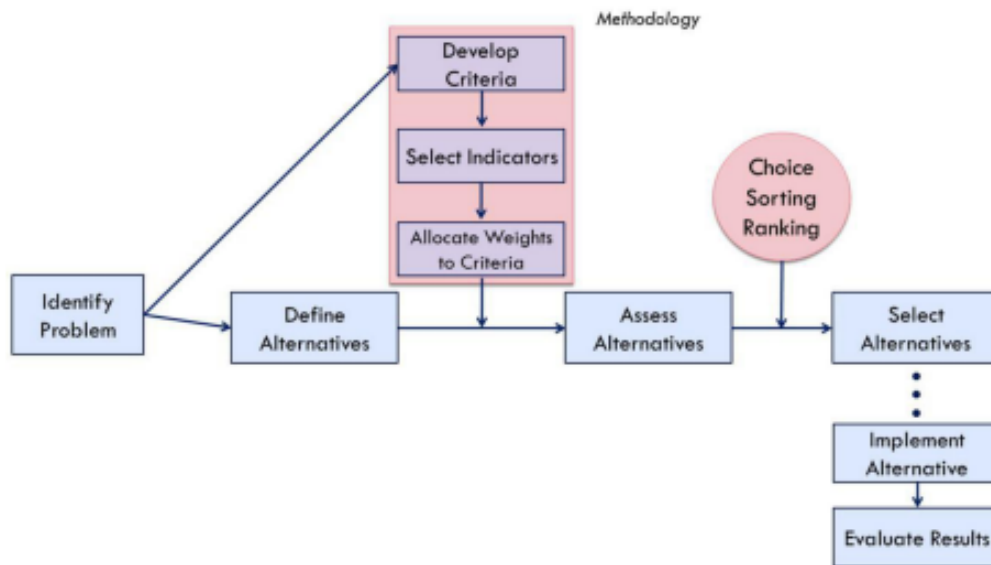 Methodology
Develop
Criteria
Select Indicators
Allocate Weights
to Criteria
Choice
Sorting
Ranking
Identify
Problem
Define
Alternatives
Assess
Alternatives
Select
Alternatives
Implement
Alternative
Evaluate Results